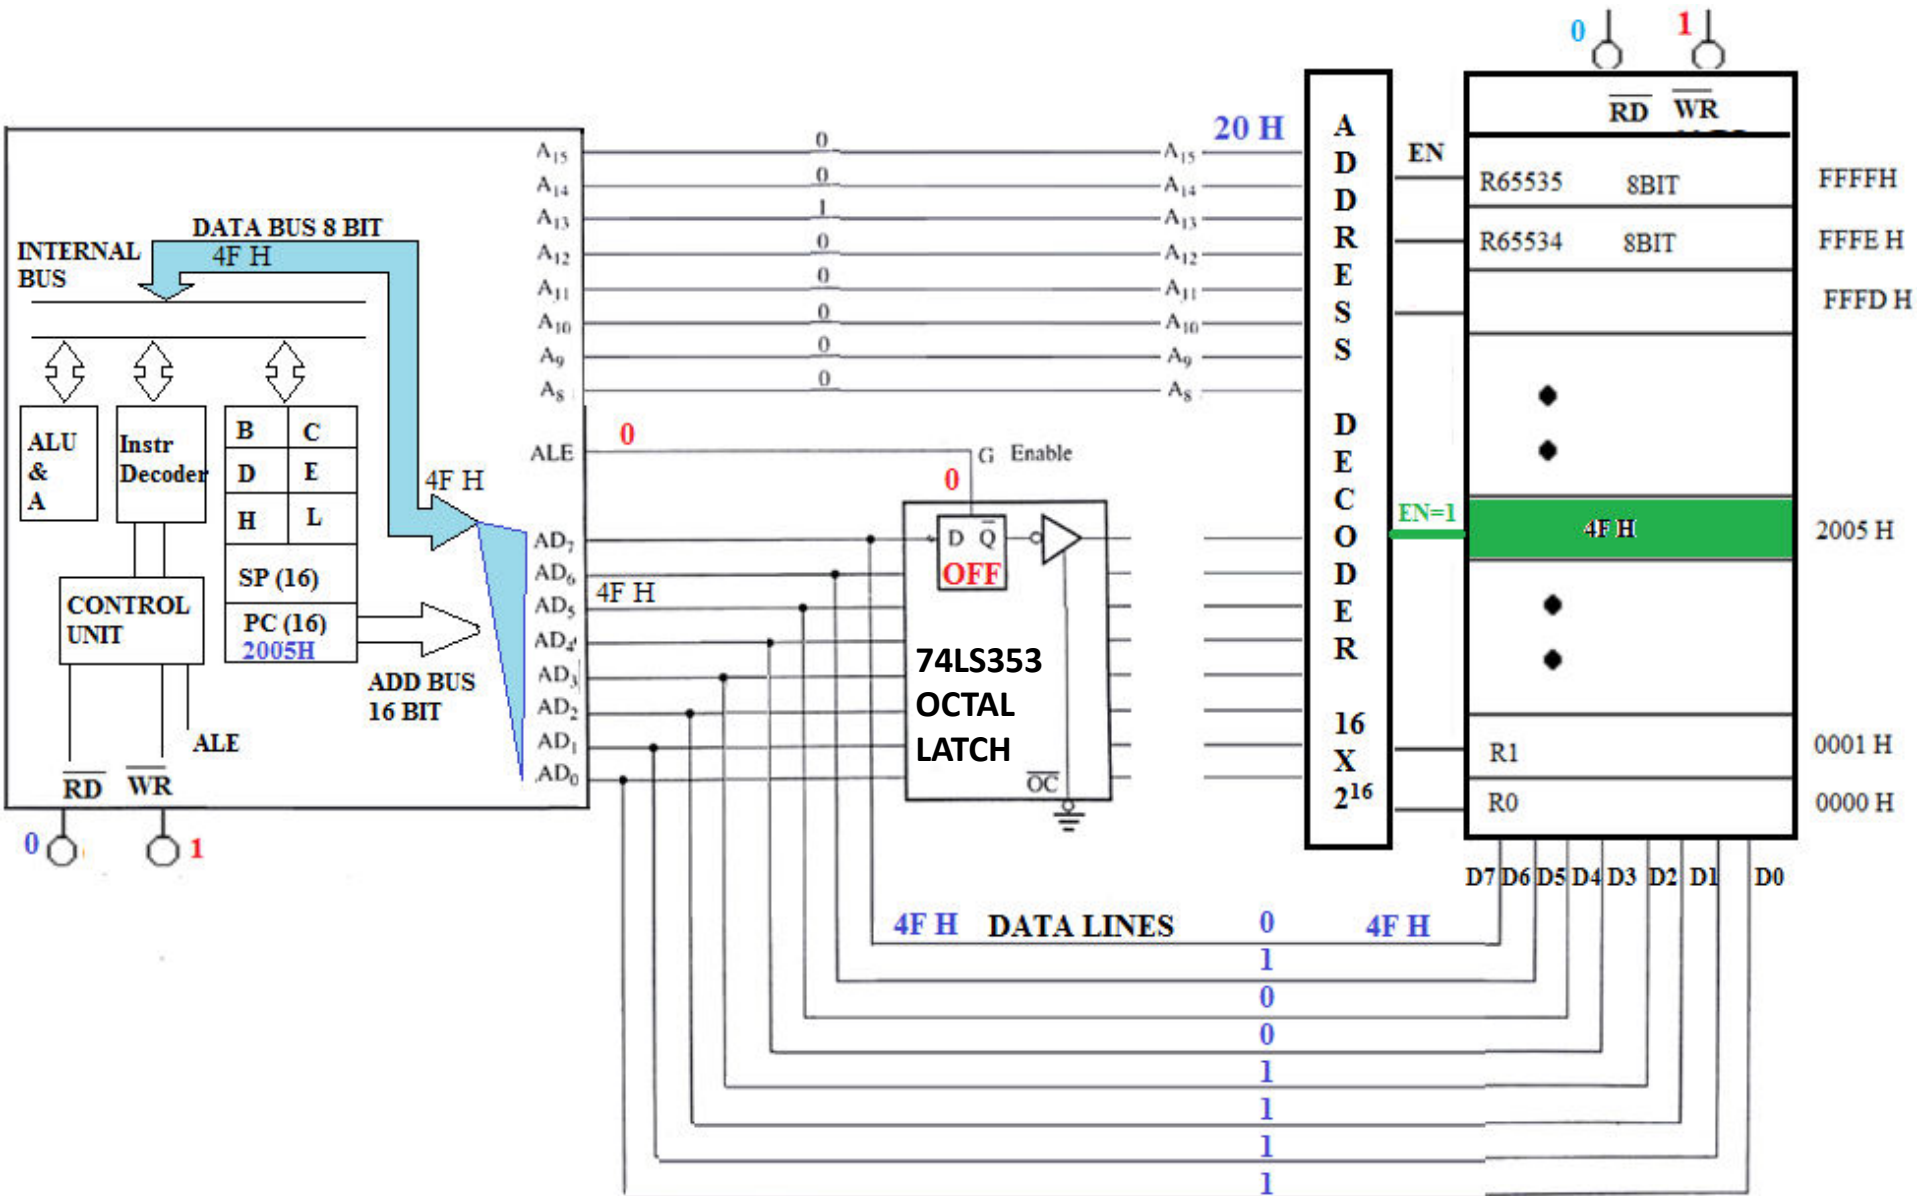 0 1
RD WR
20 H
A15 0 A15
A14 0 A14
A13 1 A13
A12 0 A12
A11 0 A11
A10 0 A10
A9 0 A9
A8 0 A8
ADDRESS DECODER 16 X 2¹⁶
EN
R65535 8BIT FFFFH
R65534 8BIT FFFE H
FFFD H
EN=1
4F H 2005 H
R1 0001 H
R0 0000 H
DATA BUS 8 BIT
INTERNAL
BUS
4F H
ALU
&
A
Instr
Decoder
B C
D E
H L
SP (16)
PC (16)
2005H
CONTROL
UNIT
ADD BUS
16 BIT
ALE
RD WR
0 1
4F H
ALE 0
G Enable
0
AD7
AD6
AD5
AD4
AD3
AD2
AD1
AD0
4F H
D Q
OFF
74LS353
OCTAL
LATCH
OC
D7 D6 D5 D4 D3 D2 D1 D0
4F H DATA LINES 0 4F H
1
0
0
1
1
1
1